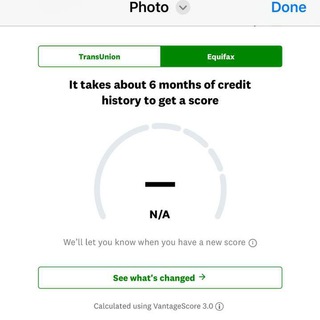 Photo
Done
TransUnion
Equifax
It takes about 6 months of credit
history to get a score
N/A
We'll let you know when you have a new score
See what's changed →
Calculated using VantageScore 3.0